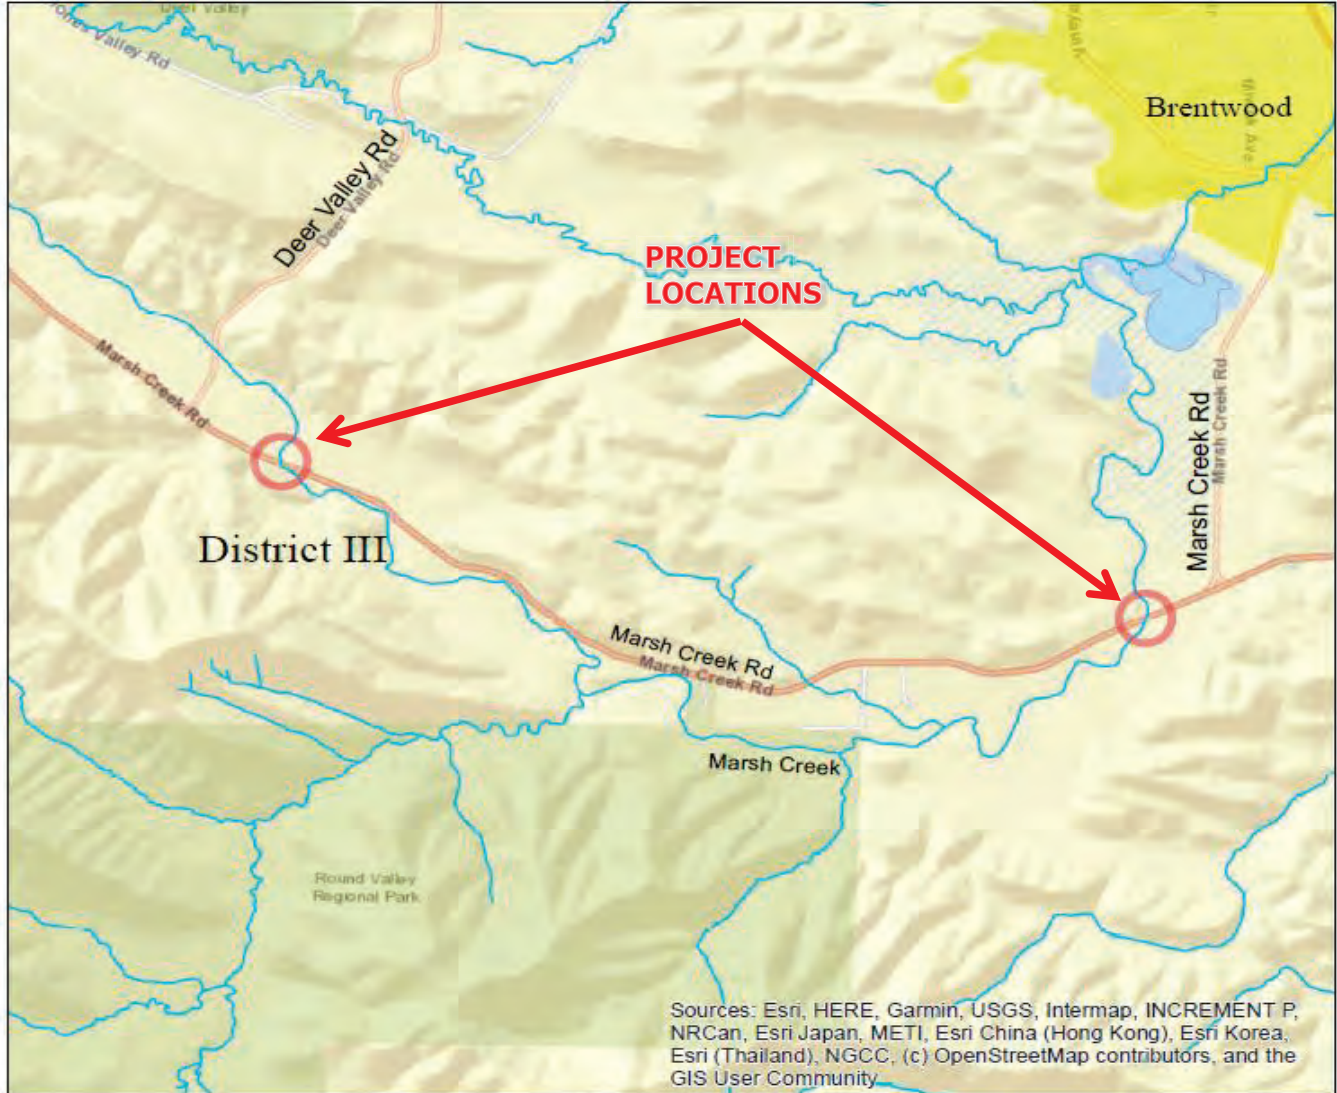 Deer Valley
Valley Rd
Brentwood
Deer Valley Rd
Deer Valley Rd
PROJECT
LOCATIONS
Marsh Creek Rd
Marsh Creek Rd
Marsh Creek Rd
District III
Marsh Creek Rd
Marsh Creek Rd
Marsh Creek
Round Valley
Regional Park
Sources: Esri, HERE, Garmin, USGS, Intermap, INCREMENT P,
NRCan, Esri Japan, METI, Esri China (Hong Kong), Esri Korea,
Esri (Thailand), NGCC, (c) OpenStreetMap contributors, and the
GIS User Community